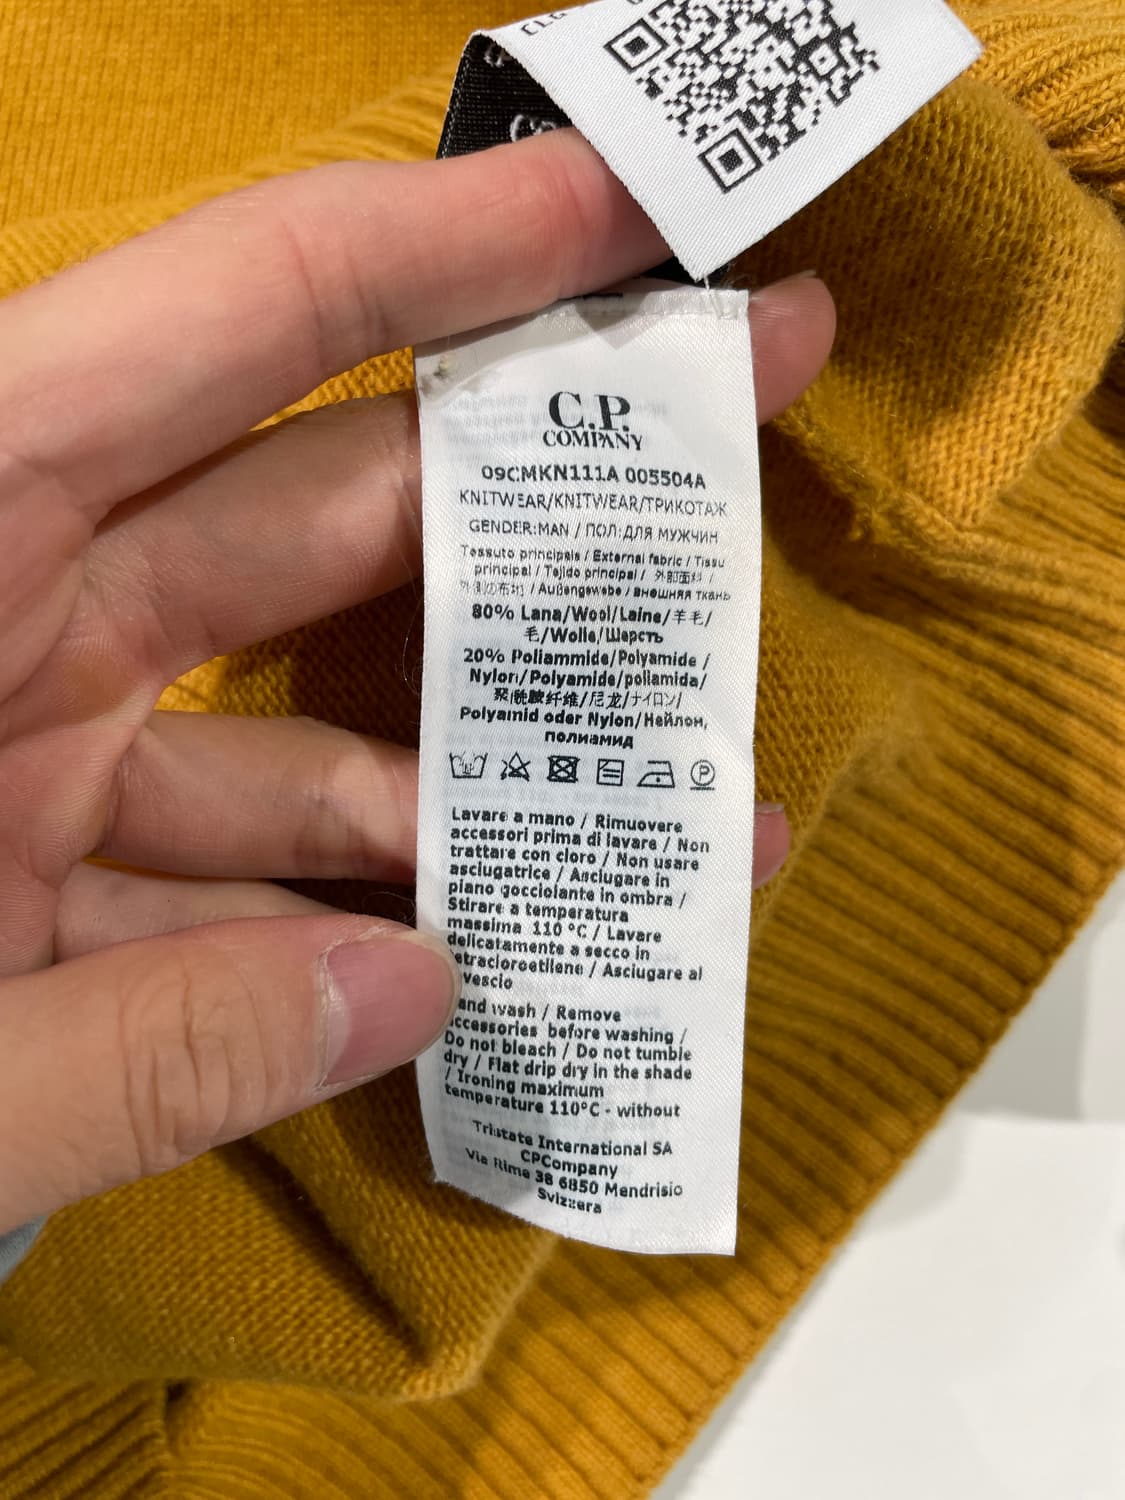 C.P.
COMPANY
09CMKN111A 005504A
KNITWEAR/KNITWEAR/ТРИКОТАЖ
GENDER:MAN / ПОЛ:ДЛЯ МУЖЧИН
Tessuto principale / External fabric / Tissu
principal / Tejido principal / 外部面料 /
外側の布地 / Außengewebe / внешняя ткань
80% Lana/Wool/Laine/羊毛/
毛/Wolle/Шерсть
20% Poliammide/Polyamide /
Nylon/Polyamide/poliamida/
聚酰胺纤维/尼龙/ナイロン/
Polyamid oder Nylon/Нейлон,
полиамид
P
Lavare a mano / Rimuovere
accessori prima di lavare / Non
trattare con cloro / Non usare
asciugatrice / Asciugare in
piano gocciolante in ombra /
Stirare a temperatura
massima 110 °C / Lavare
delicatamente a secco in
tetracloroetilene / Asciugare al
vescio
and wash / Remove
accessories before washing /
Do not bleach / Do not tumble
dry / Flat drip dry in the shade
/ Ironing maximum
temperature 110°C - without
Tristate International SA
CPCompany
Via Rime 38 6850 Mendrisio
Svizzera